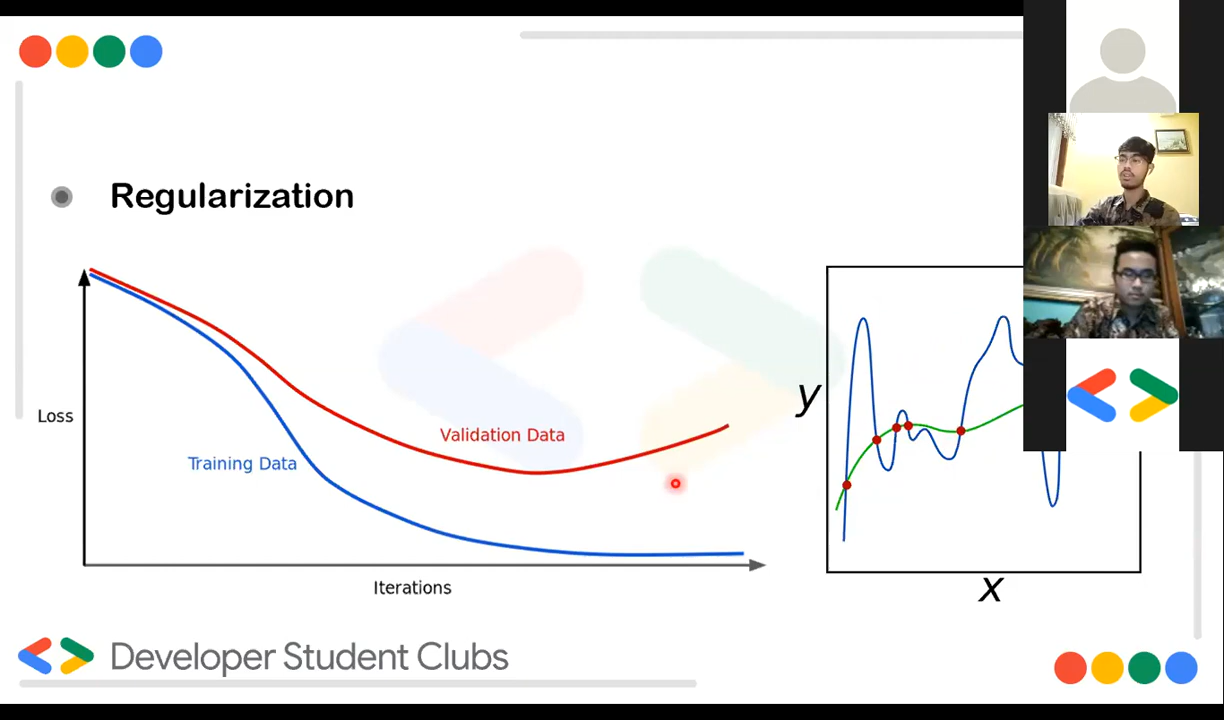 Regularization
Loss
Validation Data
Training Data
Iterations
y
x
Developer Student Clubs